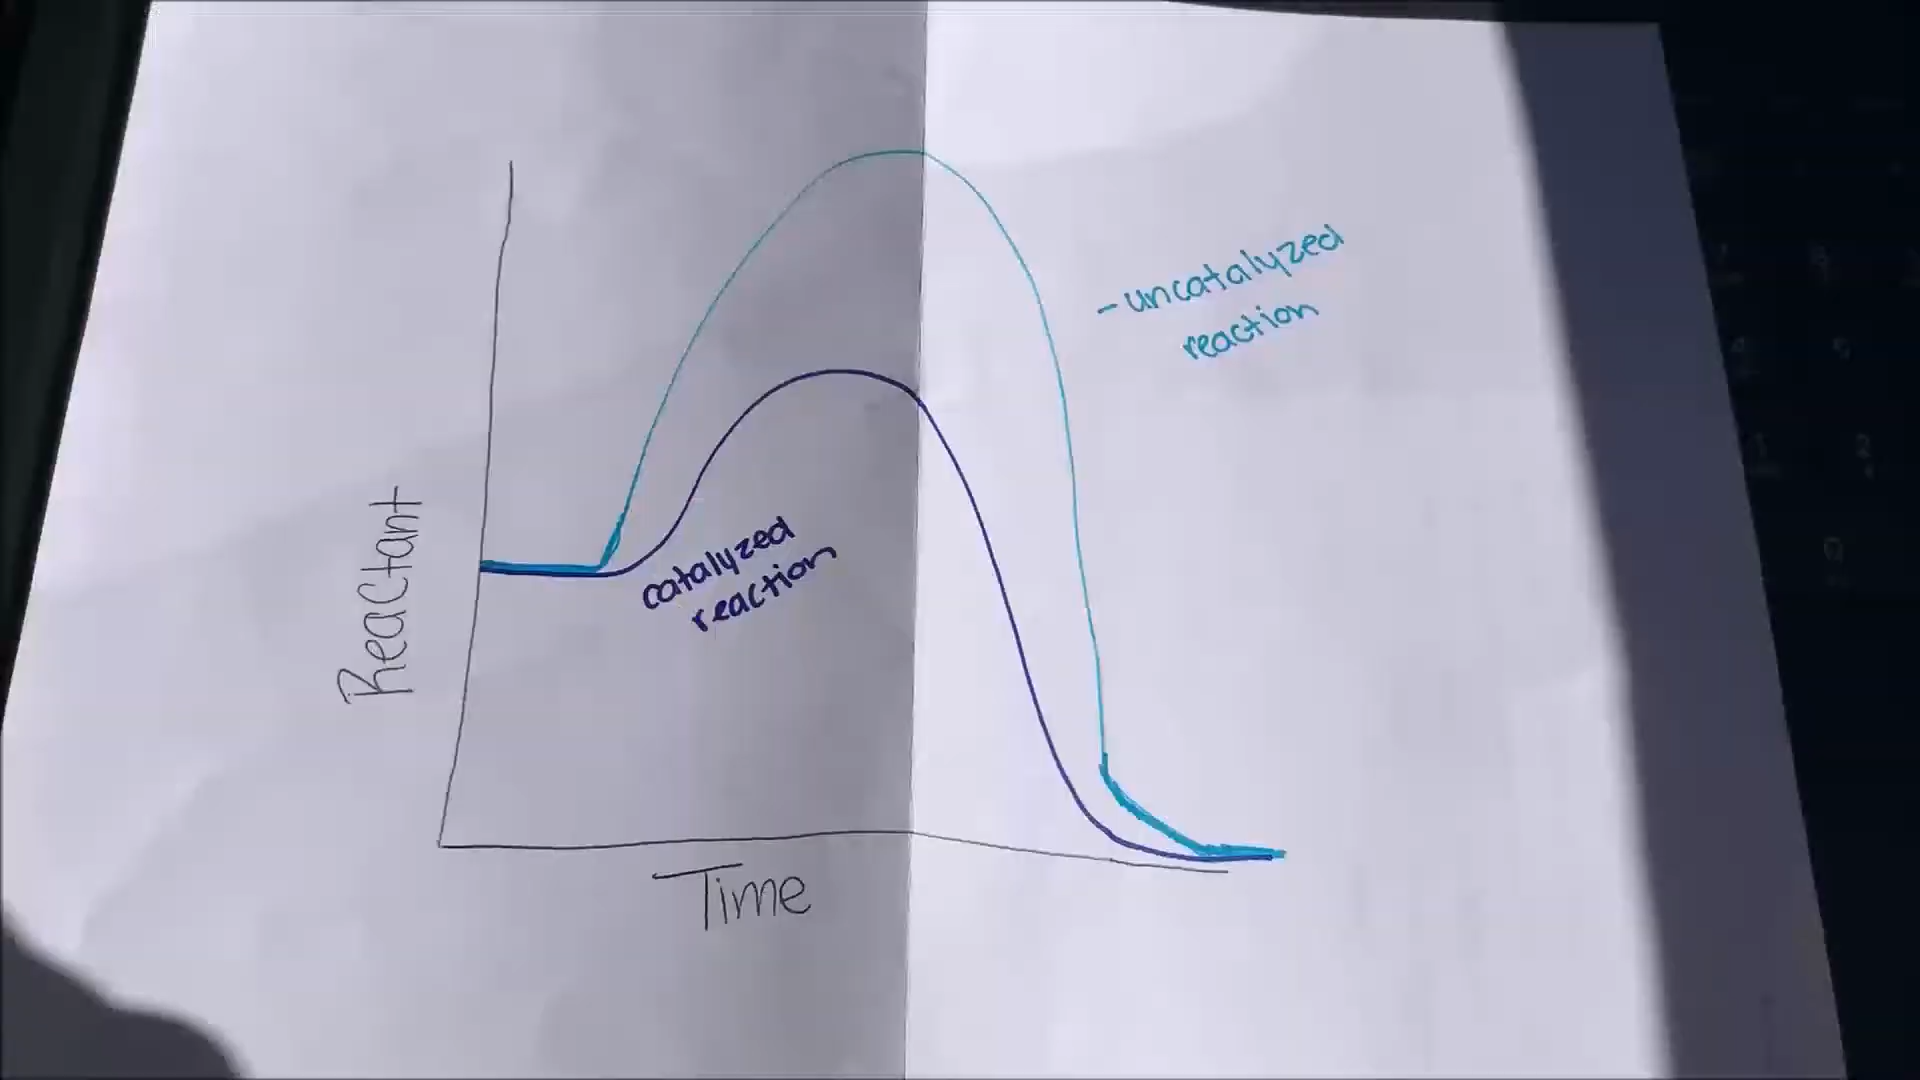 - uncatalyzed
reaction
catalyzed
reaction
Reactant
Time